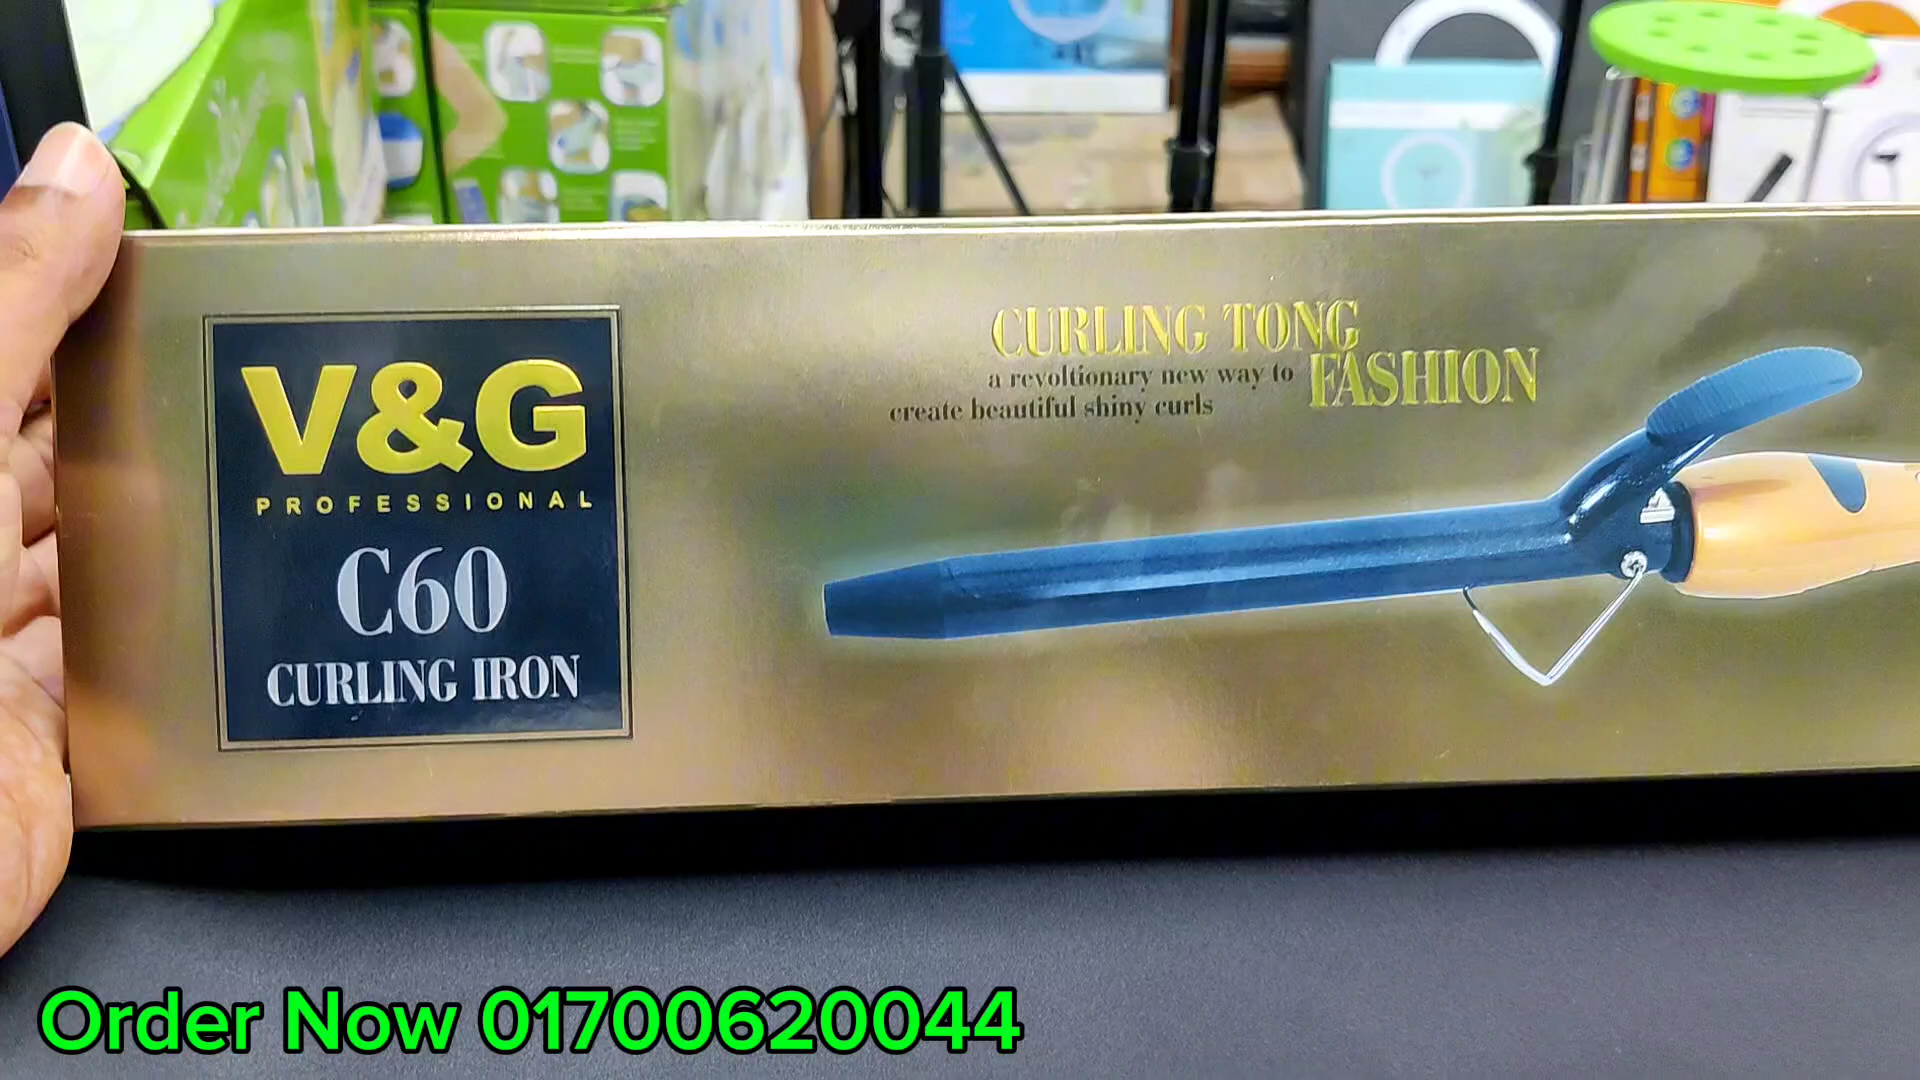 V&G
PROFESSIONAL
C60
CURLING IRON
CURLING TONG
a revoltionary new way to FASHION
create beautiful shiny curls
Order Now 01700620044